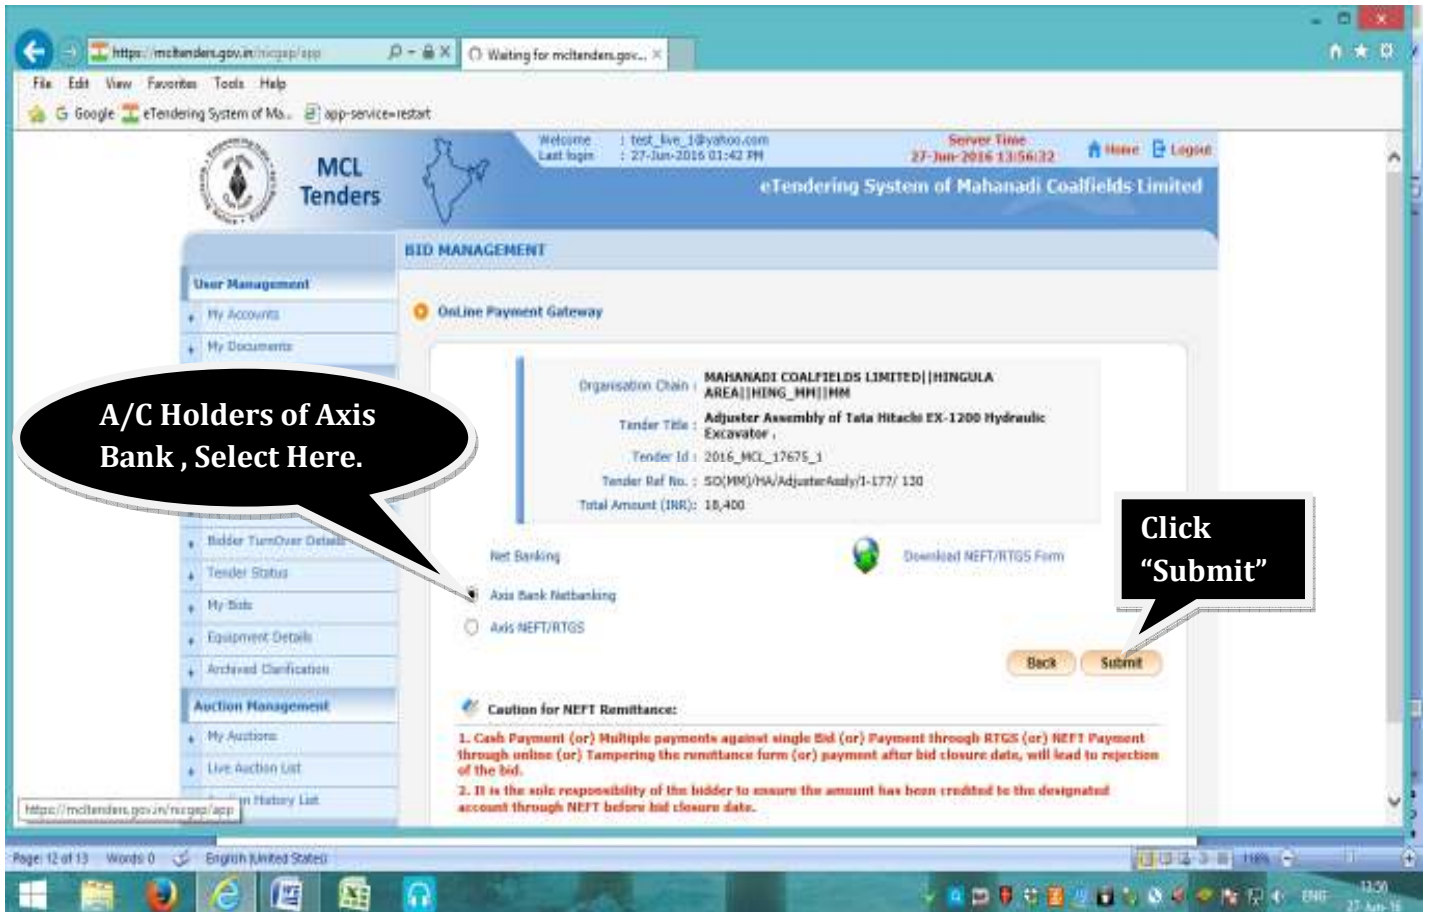 https://mcltenders.gov.in/nicgep/app
Waiting for mcltenders.gov...
File Edit View Favorites Tools Help
Google eTendering System of Ma... app-service=restart
MCL
Tenders
Welcome : test_live_1@yahoo.com
Last login : 27-Jun-2016 01:42 PM
Server Time
27-Jun-2016 13:56:32
Home Logout
eTendering System of Mahanadi Coalfields Limited
BID MANAGEMENT
User Management
My Accounts
My Documents
OnLine Payment Gateway
Organisation Chain : MAHANADI COALFIELDS LIMITED||HINGULA
AREA||HING_MM||MM
Tender Title : Adjuster Assembly of Tata Hitachi EX-1200 Hydraulic
Excavator .
Tender Id : 2016_MCL_17675_1
Tender Ref No. : SO(MM)/HA/AdjusterAssly/I-177/ 130
Total Amount (INR): 18,400
A/C Holders of Axis
Bank , Select Here.
Click
“Submit”
Bidder TurnOver Details
Tender Status
My Bids
Equipment Details
Archived Clarification
Auction Management
My Auctions
Live Auction List
Auction History List
Net Banking
Download NEFT/RTGS Form
Axis Bank Netbanking
Axis NEFT/RTGS
Back Submit
Caution for NEFT Remittance:
1. Cash Payment (or) Multiple payments against single Bid (or) Payment through RTGS (or) NEFT Payment
through online (or) Tampering the remittance form (or) payment after bid closure date, will lead to rejection
of the bid.
2. It is the sole responsibility of the bidder to ensure the amount has been credited to the designated
account through NEFT before bid closure date.
https://mcltenders.gov.in/nicgep/app
Page: 12 of 13 Words: 0 English (United States)
118%
ENG
27-Jun-16